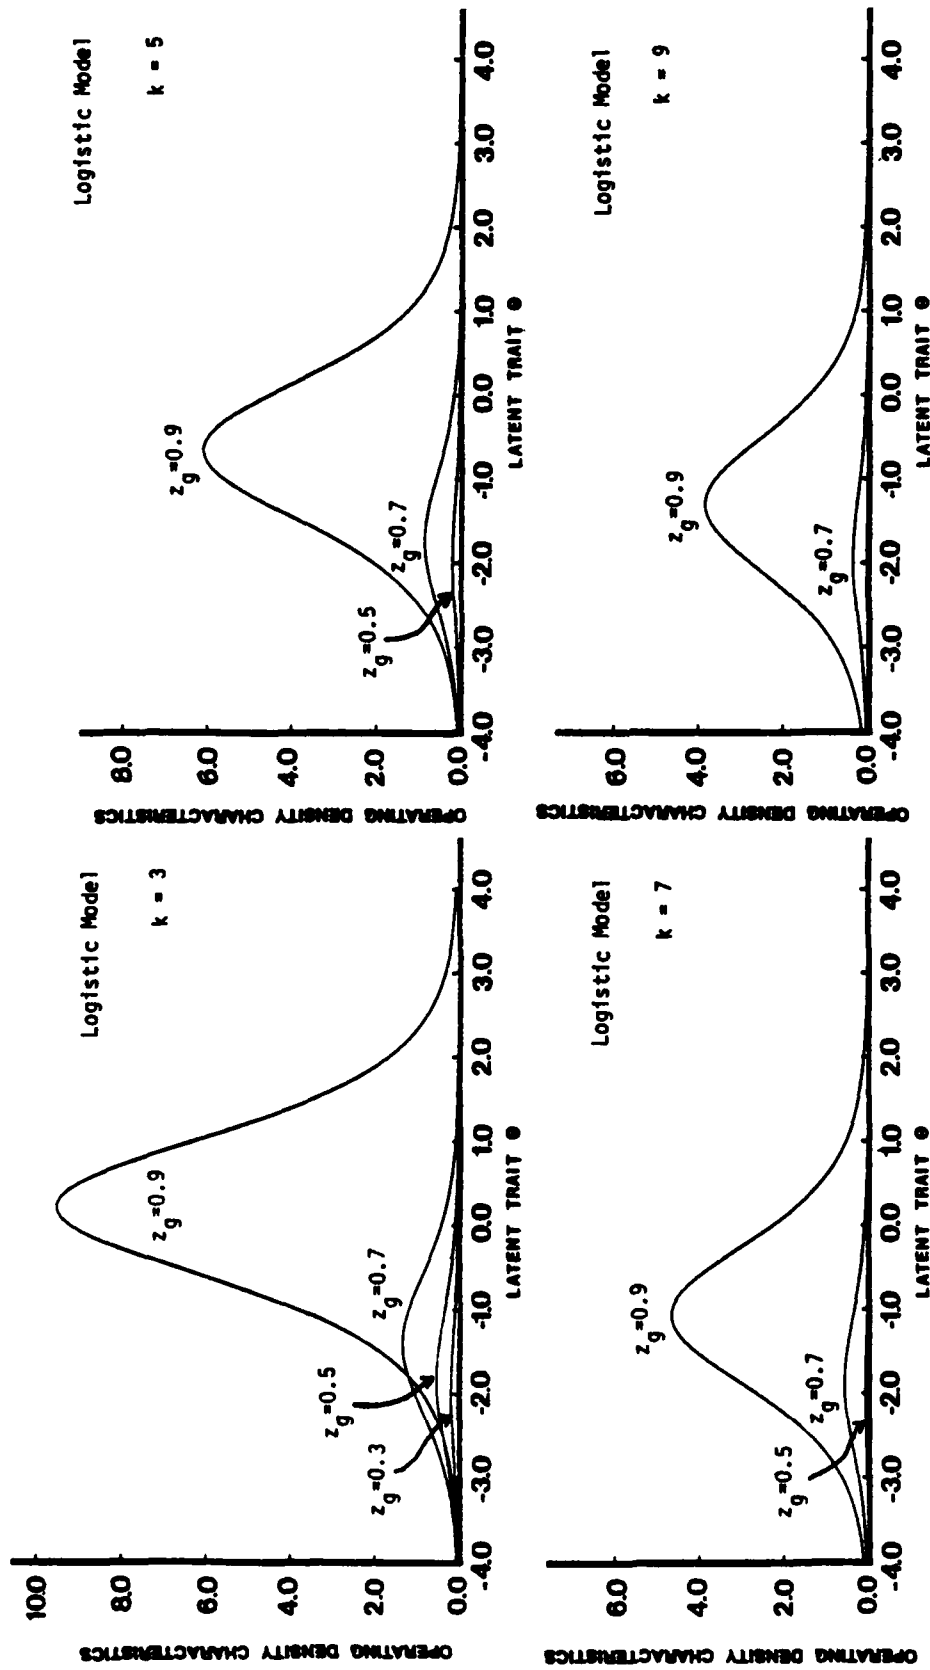 Logistic Model
k = 3
OPERATING DENSITY CHARACTERISTICS
10.0
8.0
6.0
4.0
2.0
0.0
z_g=0.9
z_g=0.7
z_g=0.5
z_g=0.3
-4.0 -3.0 -2.0 -1.0 0.0 1.0 2.0 3.0 4.0
LATENT TRAIT θ
Logistic Model
k = 5
OPERATING DENSITY CHARACTERISTICS
8.0
6.0
4.0
2.0
0.0
z_g=0.9
z_g=0.7
z_g=0.5
-4.0 -3.0 -2.0 -1.0 0.0 1.0 2.0 3.0 4.0
LATENT TRAIT θ
Logistic Model
k = 7
OPERATING DENSITY CHARACTERISTICS
6.0
4.0
2.0
0.0
z_g=0.9
z_g=0.7
z_g=0.5
-4.0 -3.0 -2.0 -1.0 0.0 1.0 2.0 3.0 4.0
LATENT TRAIT θ
Logistic Model
k = 9
OPERATING DENSITY CHARACTERISTICS
6.0
4.0
2.0
0.0
z_g=0.9
z_g=0.7
-4.0 -3.0 -2.0 -1.0 0.0 1.0 2.0 3.0 4.0
LATENT TRAIT θ